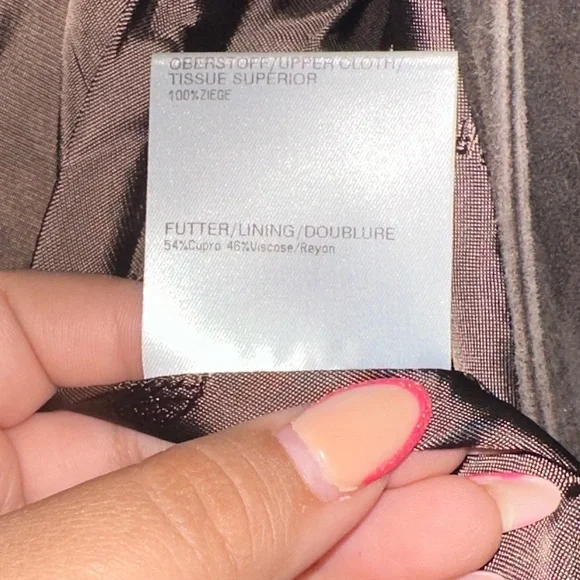 OBERSTOFF/UPPER CLOTH/
TISSUE SUPERIOR
100%ZIEGE
FUTTER/LINING/DOUBLURE
54%Cupro 46%Viscose/Rayon